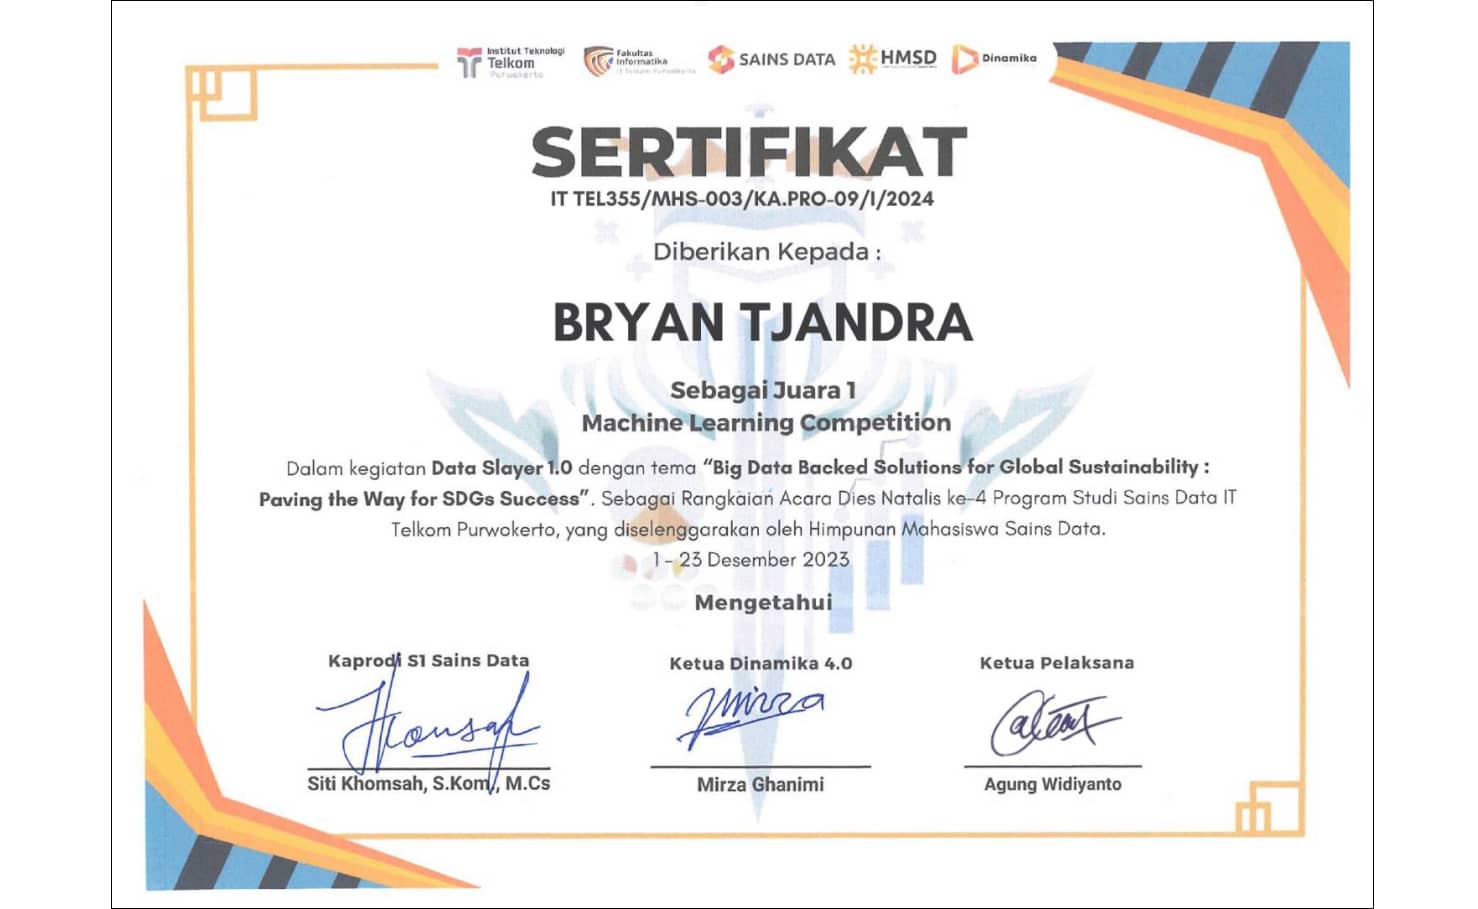 Institut Teknologi
Telkom
Purwokerto
Fakultas
Informatika
IT Telkom Purwokerto
SAINS DATA
HMSD
Dinamika
SERTIFIKAT
IT TEL355/MHS-003/KA.PRO-09/I/2024
Diberikan Kepada :
BRYAN TJANDRA
Sebagai Juara 1
Machine Learning Competition
Dalam kegiatan Data Slayer 1.0 dengan tema “Big Data Backed Solutions for Global Sustainability :
Paving the Way for SDGs Success”. Sebagai Rangkaian Acara Dies Natalis ke-4 Program Studi Sains Data IT
Telkom Purwokerto, yang diselenggarakan oleh Himpunan Mahasiswa Sains Data.
1 - 23 Desember 2023
Mengetahui
Kaprodi S1 Sains Data
Ketua Dinamika 4.0
Ketua Pelaksana
Siti Khomsah, S.Kom., M.Cs
Mirza Ghanimi
Agung Widiyanto